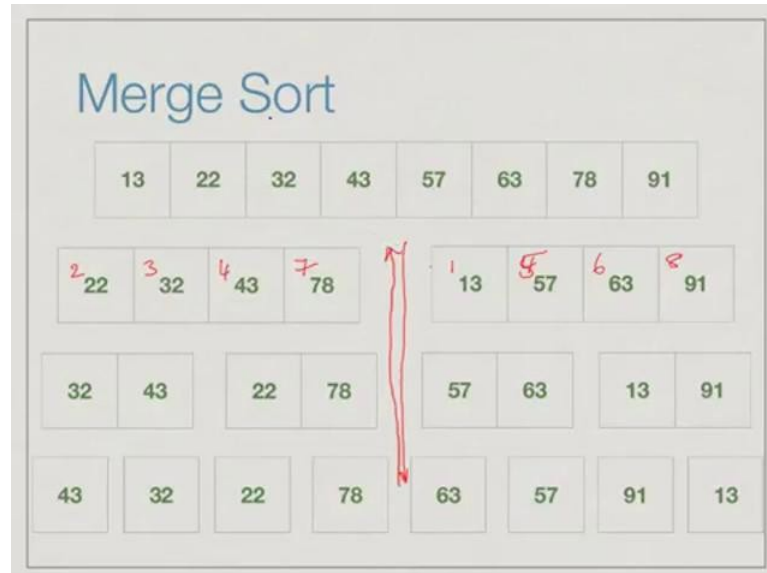 Merge Sort
13 22 32 43 57 63 78 91
2 3 4 7 1 5 6 8
22 32 43 78 13 57 63 91
32 43 22 78 57 63 13 91
43 32 22 78 63 57 91 13